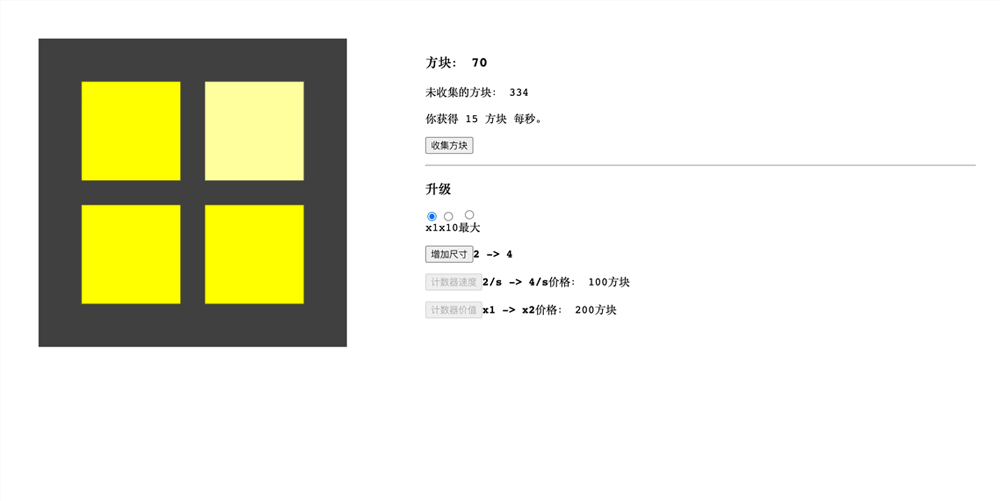 方块： 70
未收集的方块： 334
你获得 15 方块 每秒。
收集方块
升级
x1x10最大
增加尺寸2 -> 4
计数器速度2/s -> 4/s价格： 100方块
计数器价值x1 -> x2价格： 200方块